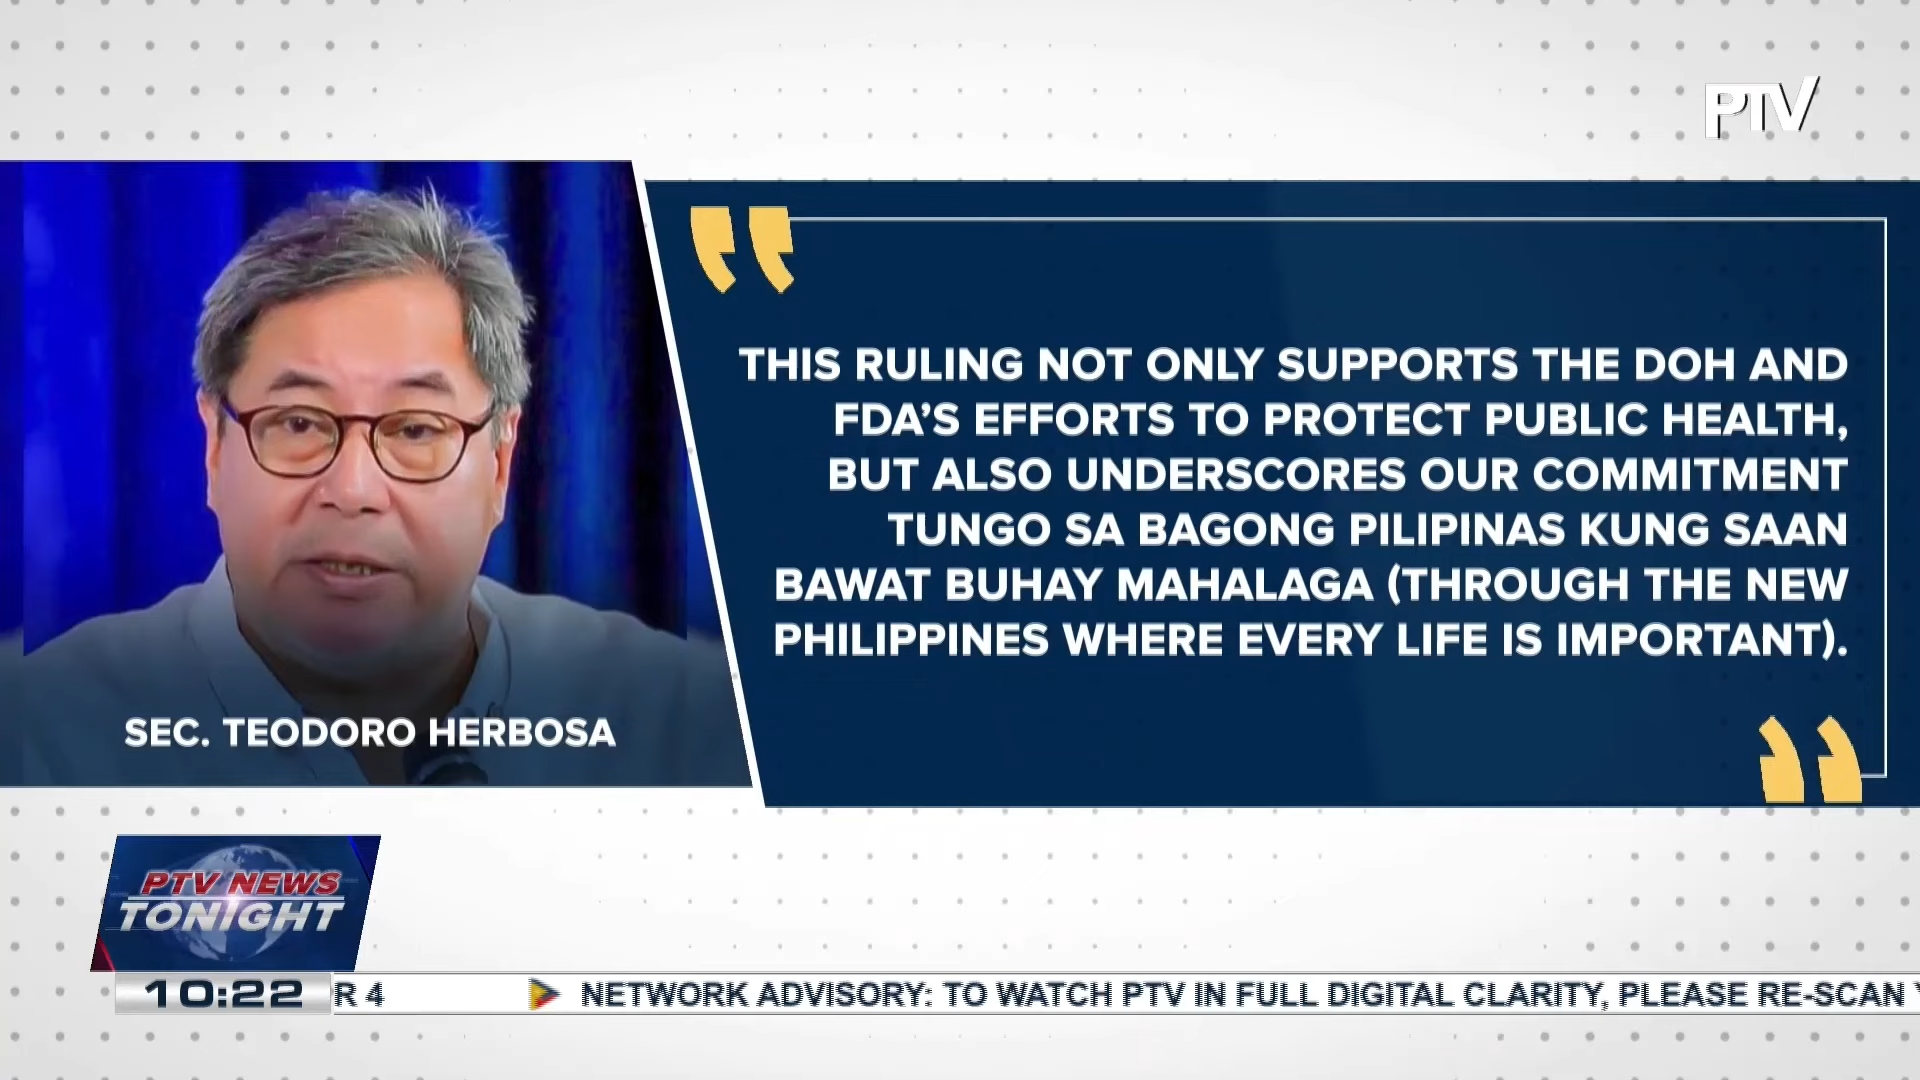 PTV
THIS RULING NOT ONLY SUPPORTS THE DOH AND
FDA’S EFFORTS TO PROTECT PUBLIC HEALTH,
BUT ALSO UNDERSCORES OUR COMMITMENT
TUNGO SA BAGONG PILIPINAS KUNG SAAN
BAWAT BUHAY MAHALAGA (THROUGH THE NEW
PHILIPPINES WHERE EVERY LIFE IS IMPORTANT).
SEC. TEODORO HERBOSA
PTV NEWS
TONIGHT
10:22 R 4 NETWORK ADVISORY: TO WATCH PTV IN FULL DIGITAL CLARITY, PLEASE RE-SCAN